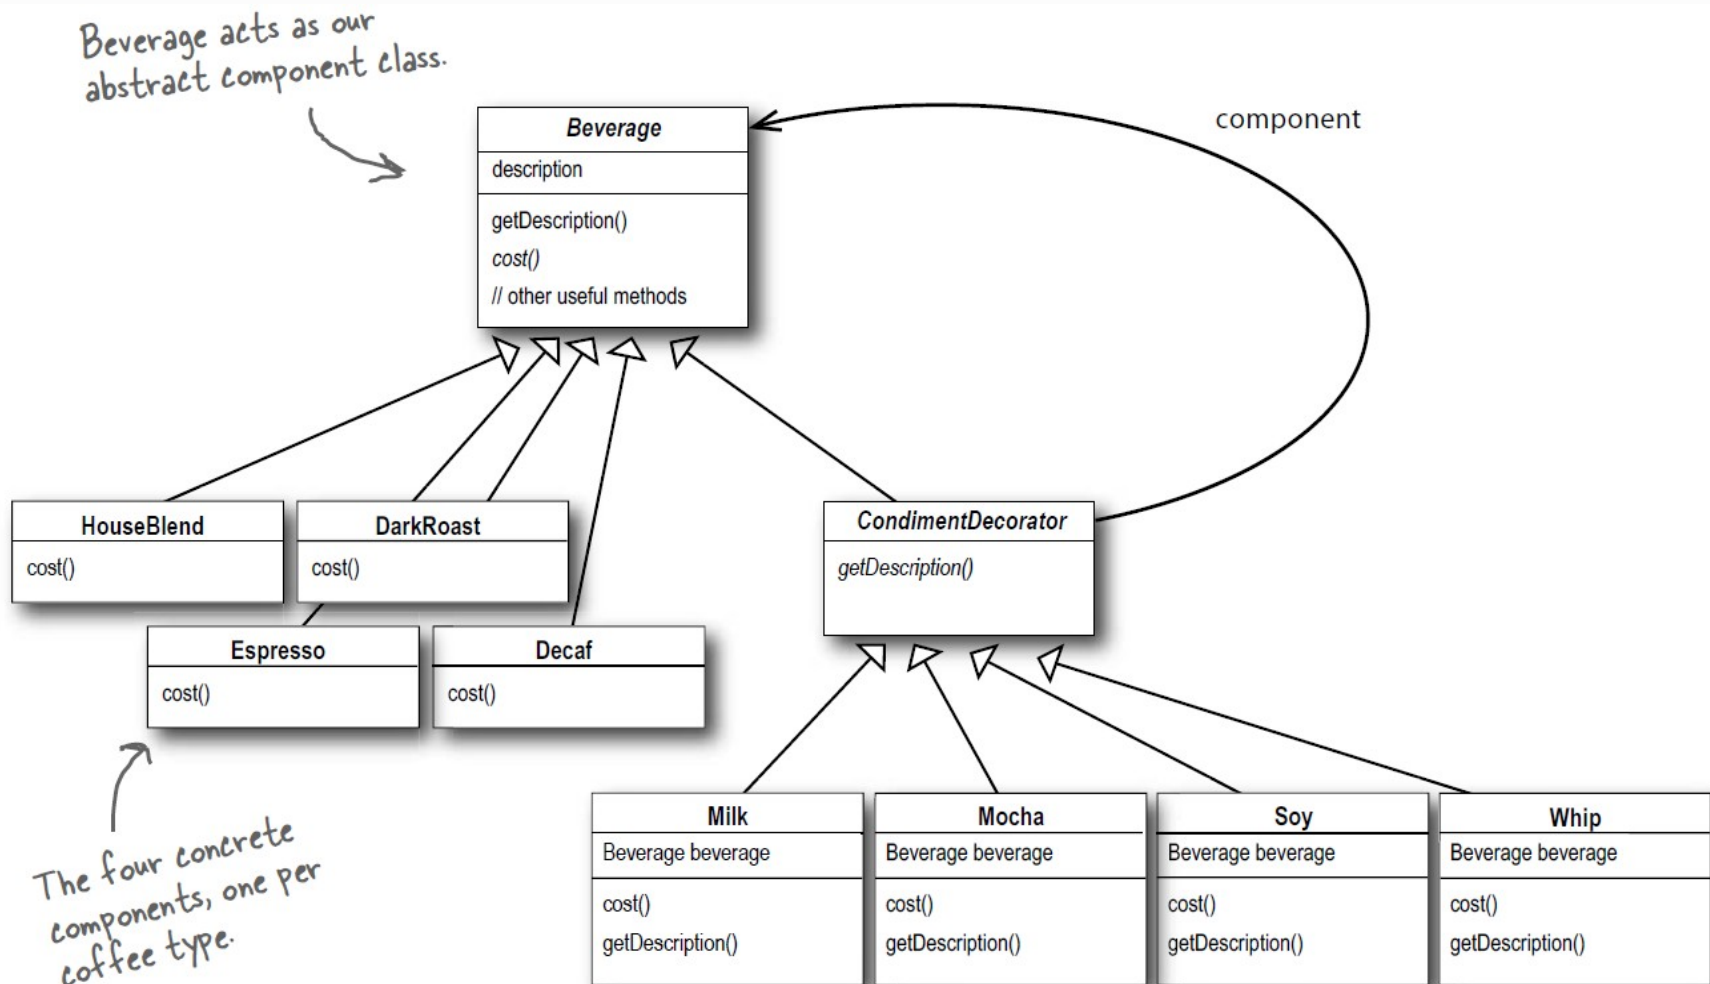 Beverage acts as our
abstract component class.
component
Beverage
description
getDescription()
cost()
// other useful methods
HouseBlend
cost()
DarkRoast
cost()
CondimentDecorator
getDescription()
Espresso
cost()
Decaf
cost()
The four concrete
components, one per
coffee type.
Milk
Beverage beverage
cost()
getDescription()
Mocha
Beverage beverage
cost()
getDescription()
Soy
Beverage beverage
cost()
getDescription()
Whip
Beverage beverage
cost()
getDescription()